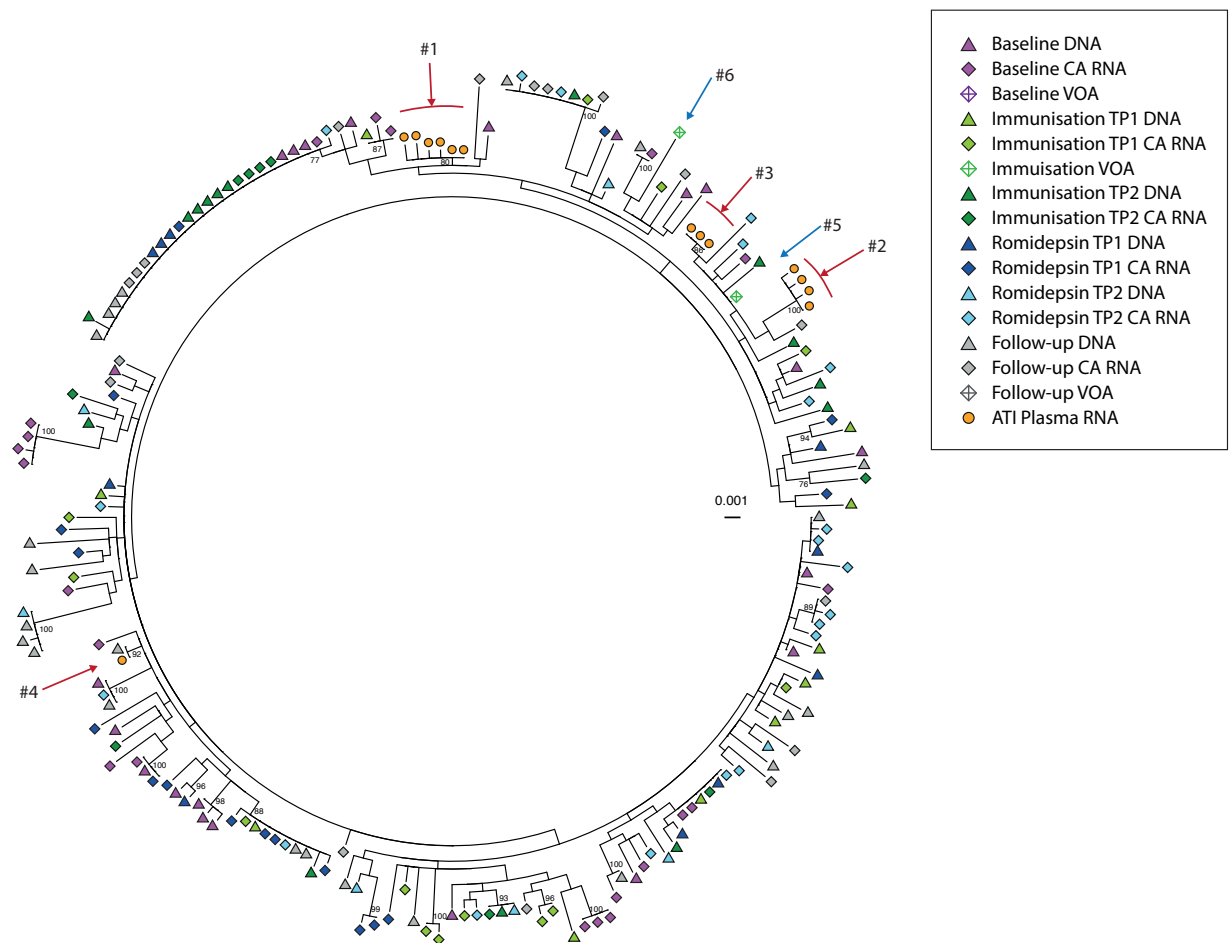 #1
#6
#3
#5
#2
#4
77
87
80
100
100
96
100
94
76
0.001
100
100
92
100
89
100
96
98
88
99
100
93
96
100
100
Baseline DNA
Baseline CA RNA
Baseline VOA
Immunisation TP1 DNA
Immunisation TP1 CA RNA
Immuisation VOA
Immunisation TP2 DNA
Immunisation TP2 CA RNA
Romidepsin TP1 DNA
Romidepsin TP1 CA RNA
Romidepsin TP2 DNA
Romidepsin TP2 CA RNA
Follow-up DNA
Follow-up CA RNA
Follow-up VOA
ATI Plasma RNA